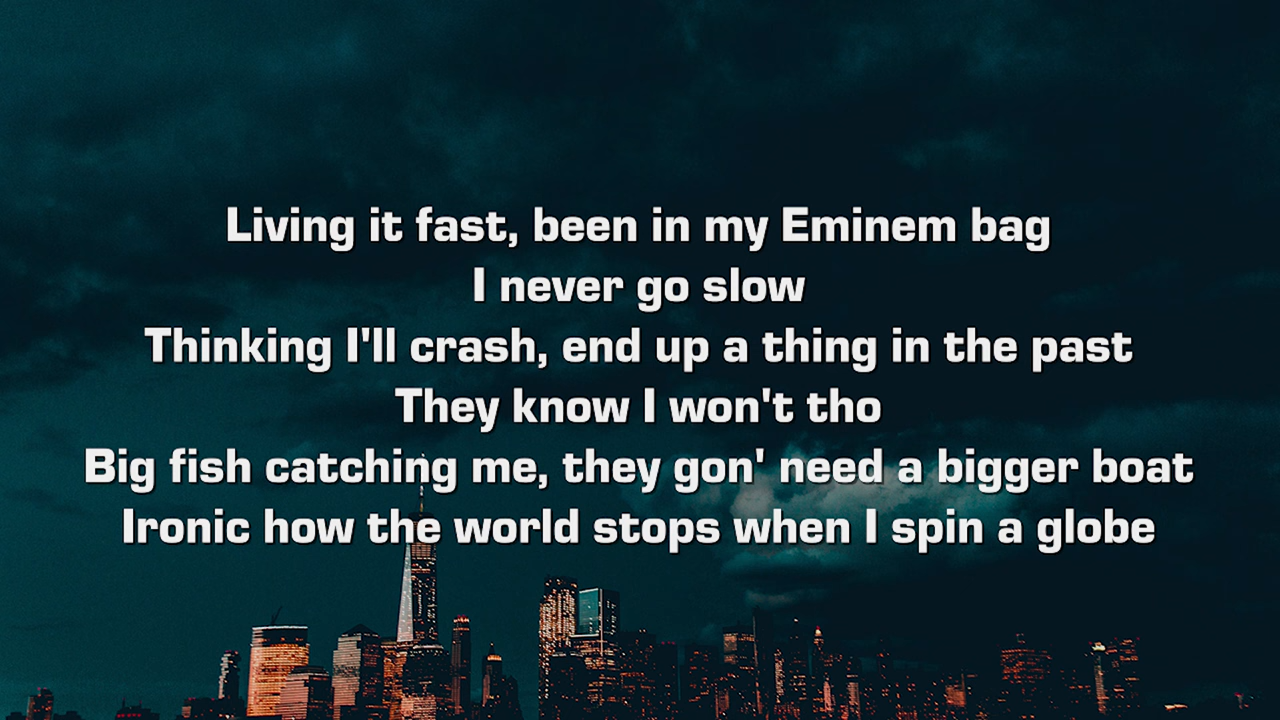 Living it fast, been in my Eminem bag
I never go slow
Thinking I'll crash, end up a thing in the past
They know I won't tho
Big fish catching me, they gon' need a bigger boat
Ironic how the world stops when I spin a globe